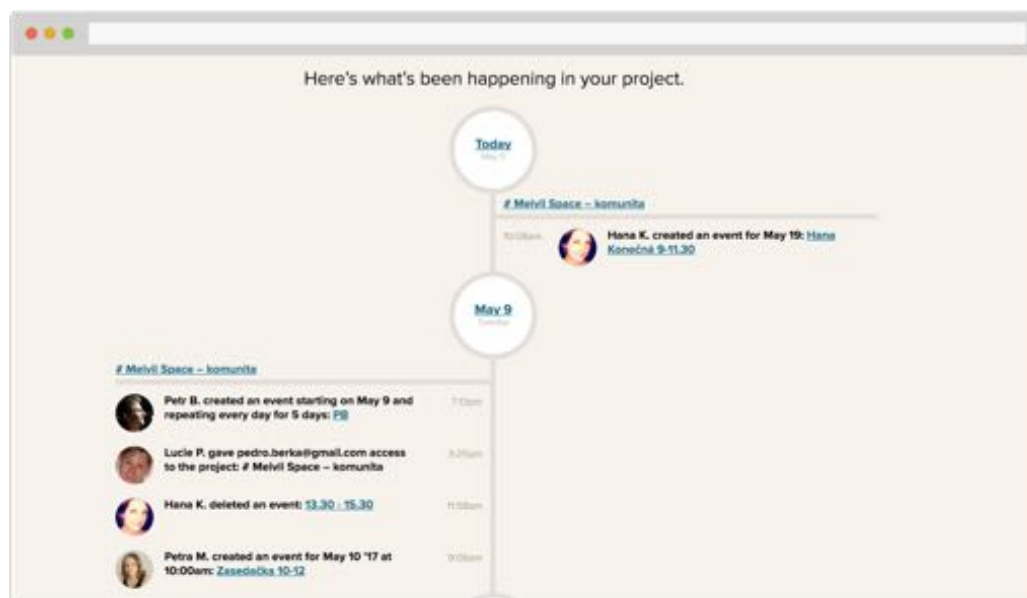 Here's what's been happening in your project.
Today
# Melvil Space – komunita
10:08am
Hana K. created an event for May 19: Hana
Konečná 9-11.30
May 9
Tuesday
# Melvil Space – komunita
Petr B. created an event starting on May 9 and
repeating every day for 5 days: PB
Lucie P. gave pedro.berka@gmail.com access
to the project: # Melvil Space – komunita
Hana K. deleted an event: 13.30 - 15.30
Petra M. created an event for May 10 '17 at
10:00am: Zasedačka 10-12